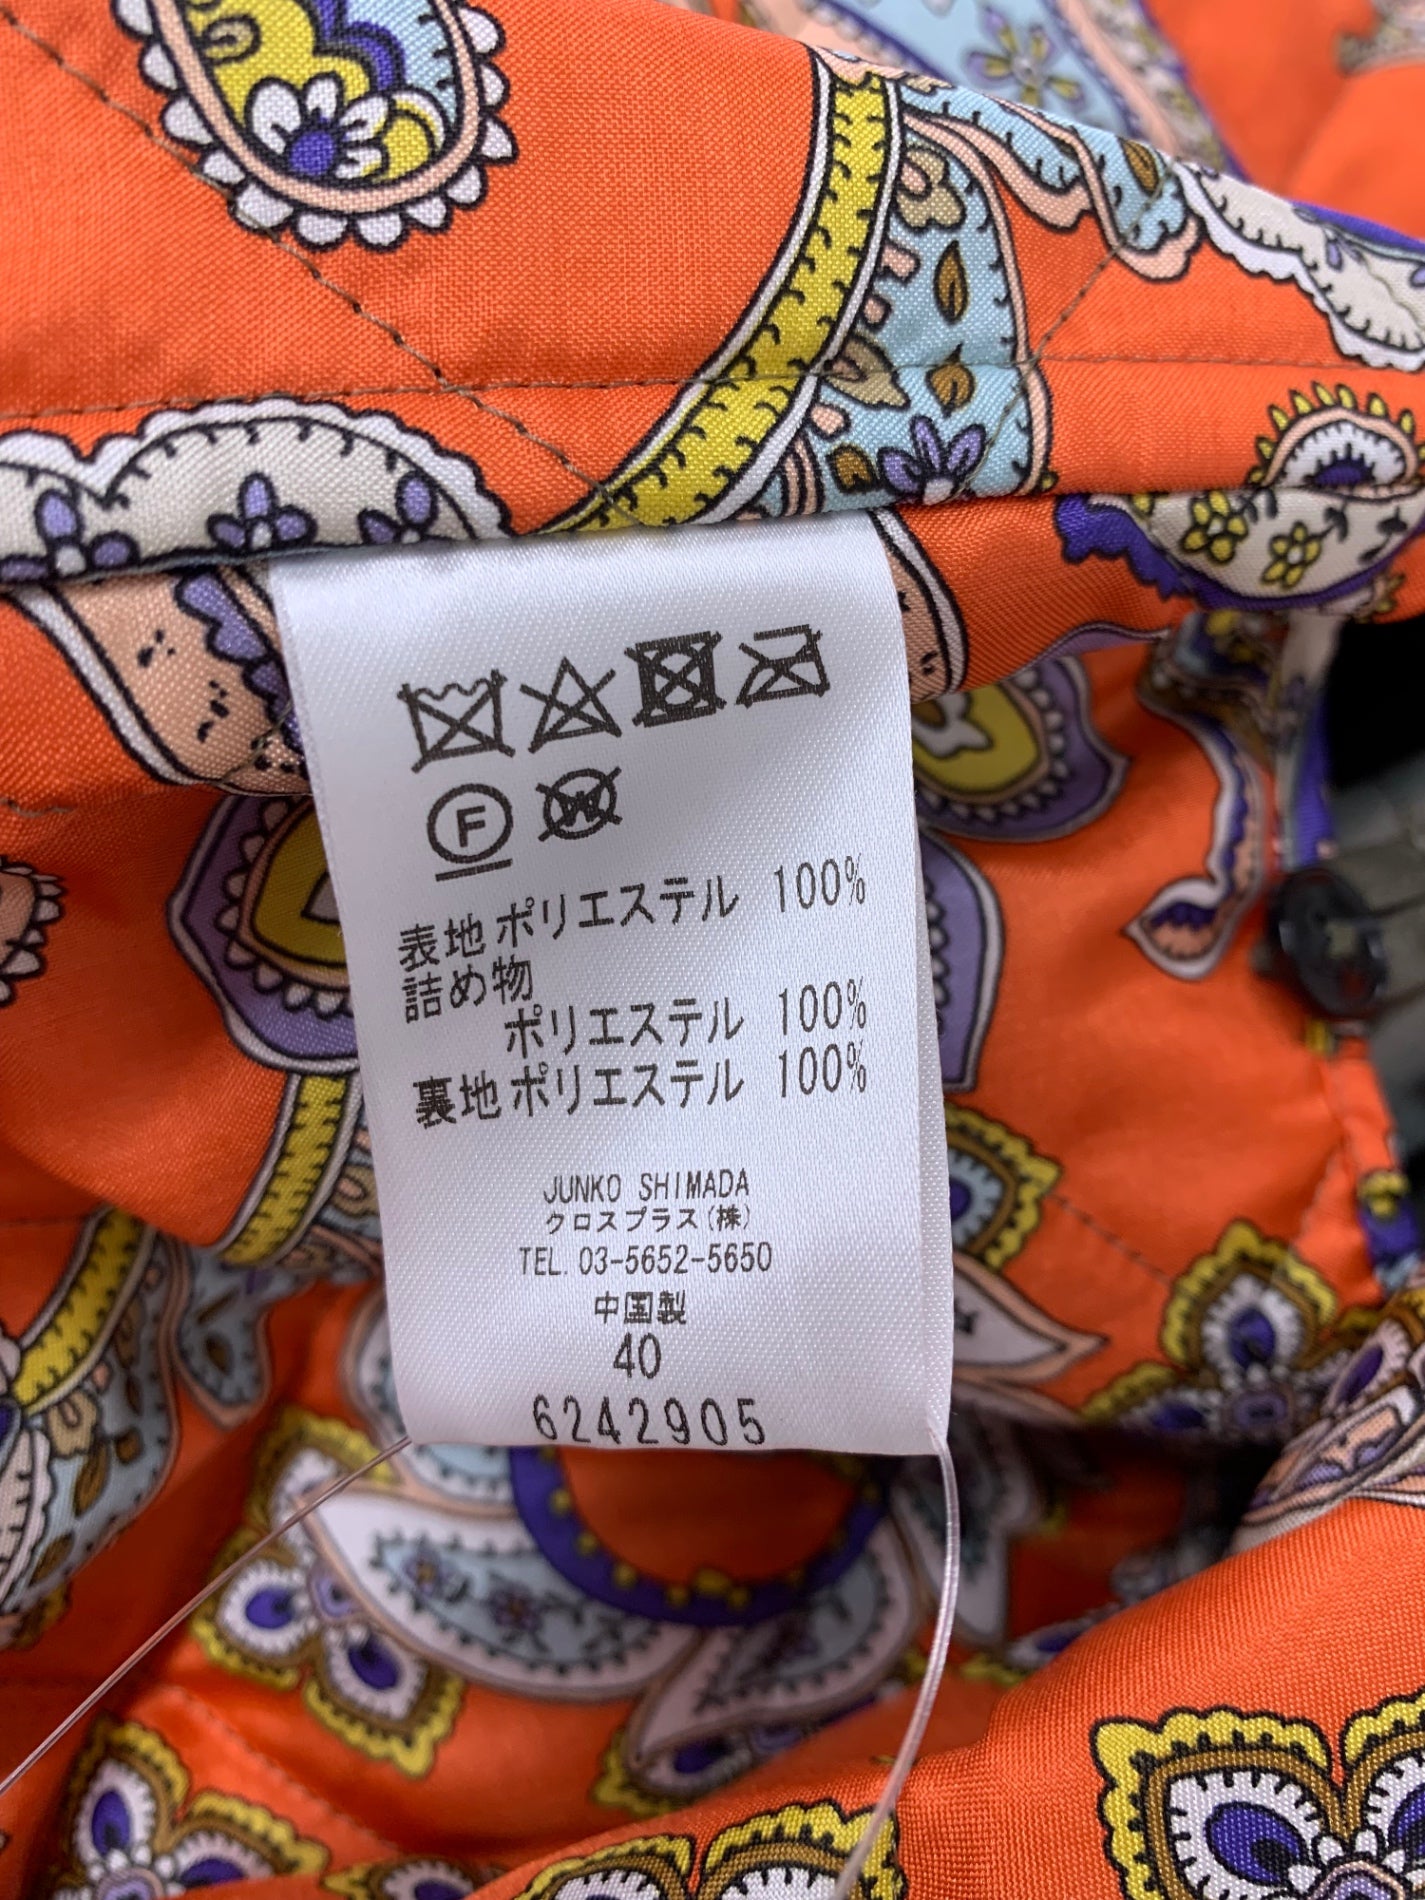 F
W
表地 ポリエステル 100%
詰め物
ポリエステル 100%
裏地 ポリエステル 100%
JUNKO SHIMADA
クロスプラス(株)
TEL. 03-5652-5650
中国製
40
6242905